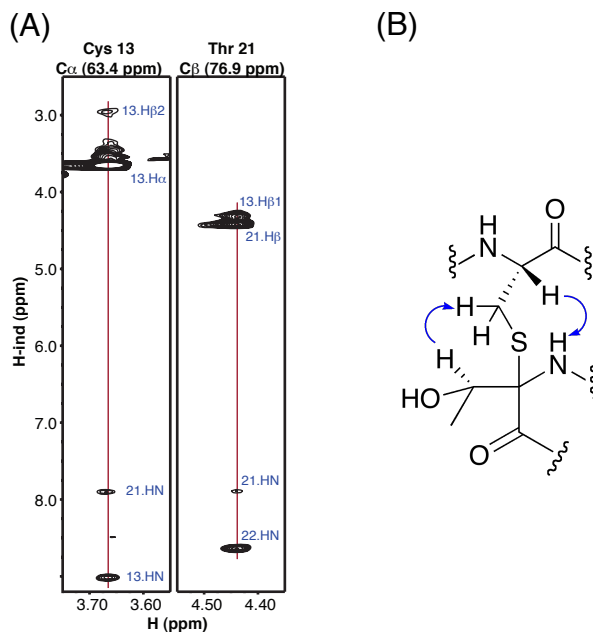 (A)
Cys 13
Cα (63.4 ppm)
Thr 21
Cβ (76.9 ppm)
H-ind (ppm)
3.0
4.0
5.0
6.0
7.0
8.0
13.Hβ2
13.Hα
21.HN
13.HN
13.Hβ1
21.Hβ
21.HN
22.HN
3.70
3.60
4.50
4.40
H (ppm)
(B)
H
N
O
H
H
H
S
H
N
H
HO
O